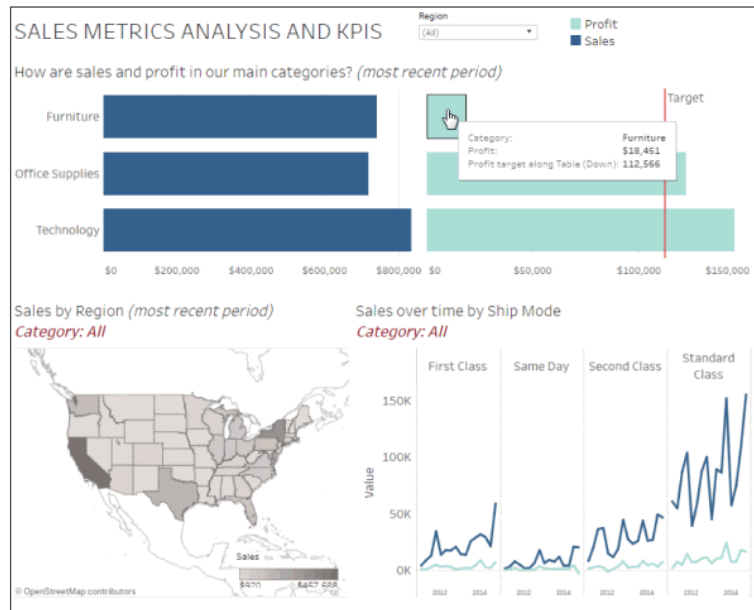 SALES METRICS ANALYSIS AND KPIS
Region
(All)
Profit
Sales
How are sales and profit in our main categories? (most recent period)
Target
Furniture
Category: Furniture
Profit: $18,451
Profit target along Table (Down): 112,566
Office Supplies
Technology
$0 $200,000 $400,000 $600,000 $800,000 $0 $50,000 $100,000 $150,000
Sales by Region (most recent period)
Category: All
Sales over time by Ship Mode
Category: All
First Class Same Day Second Class Standard Class
150K
100K
Value
50K
0K
2012 2014 2012 2014 2012 2014 2012 2014
Sales
$920 $457,688
© OpenStreetMap contributors